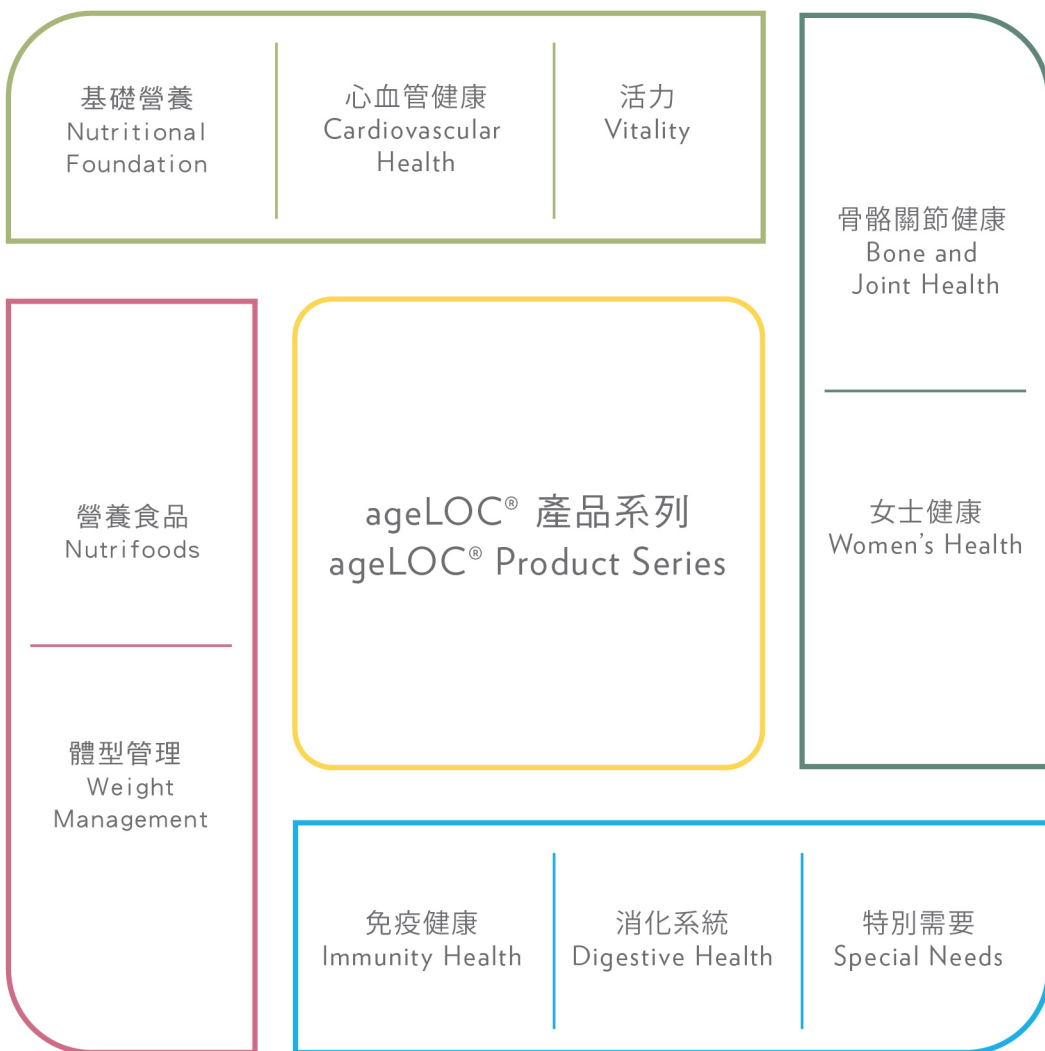 基礎營養
Nutritional
Foundation
心血管健康
Cardiovascular
Health
活力
Vitality
骨骼關節健康
Bone and
Joint Health
女士健康
Women's Health
ageLOC® 產品系列
ageLOC® Product Series
營養食品
Nutrifoods
體型管理
Weight
Management
免疫健康
Immunity Health
消化系統
Digestive Health
特別需要
Special Needs